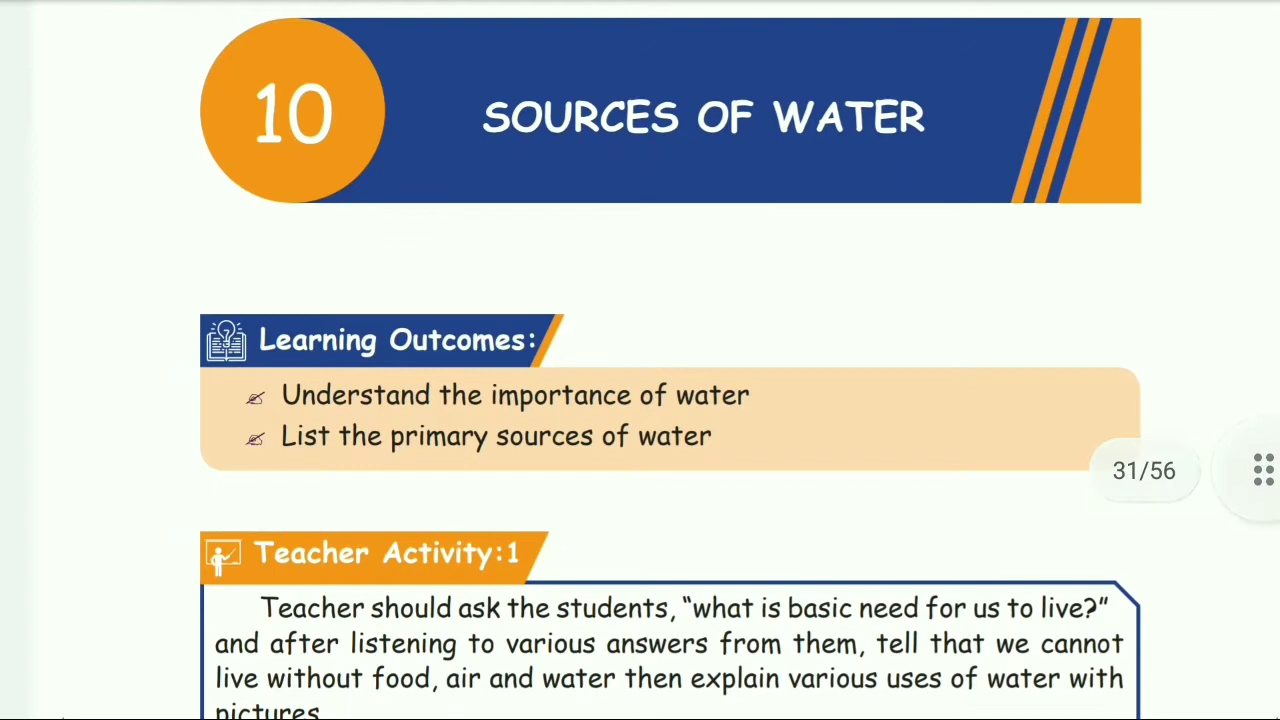 10
SOURCES OF WATER
Learning Outcomes:
Understand the importance of water
List the primary sources of water
31/56
Teacher Activity:1
Teacher should ask the students, “what is basic need for us to live?”
and after listening to various answers from them, tell that we cannot
live without food, air and water then explain various uses of water with
pictures